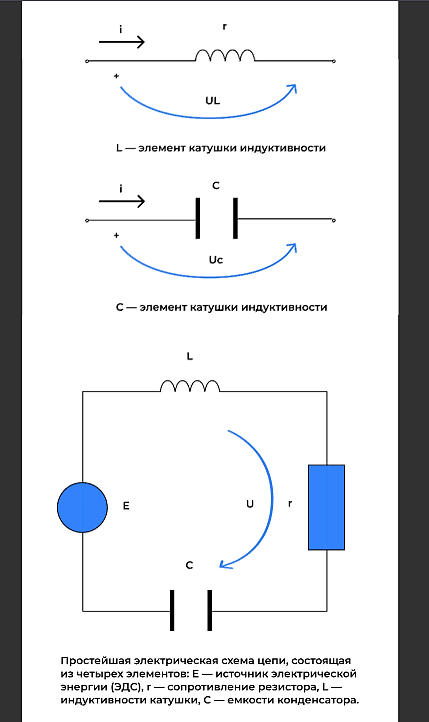 i
r
+
UL
L — элемент катушки индуктивности
i
C
+
Uc
C — элемент катушки индуктивности
L
E
U
r
C
Простейшая электрическая схема цепи, состоящая
из четырех элементов: E — источник электрической
энергии (ЭДС), r — сопротивление резистора, L —
индуктивности катушки, C — емкости конденсатора.